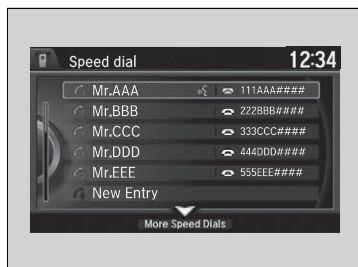 Speed dial 12:34
Mr.AAA 111AAA####
Mr.BBB 222BBB####
Mr.CCC 333CCC####
Mr.DDD 444DDD####
Mr.EEE 555EEE####
New Entry
More Speed Dials